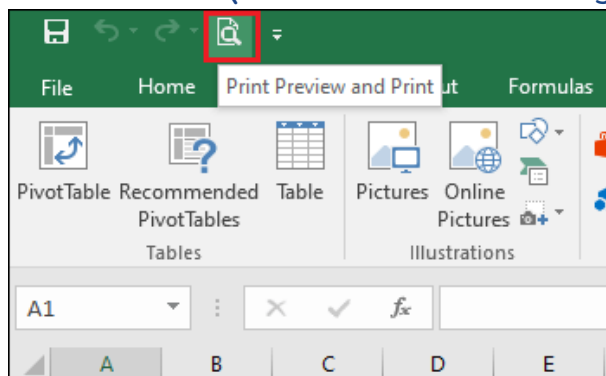 File Home Print Preview and Print ut Formulas
PivotTable Recommended PivotTables Table Pictures Online Pictures
Tables Illustrations
A1 fx
A B C D E